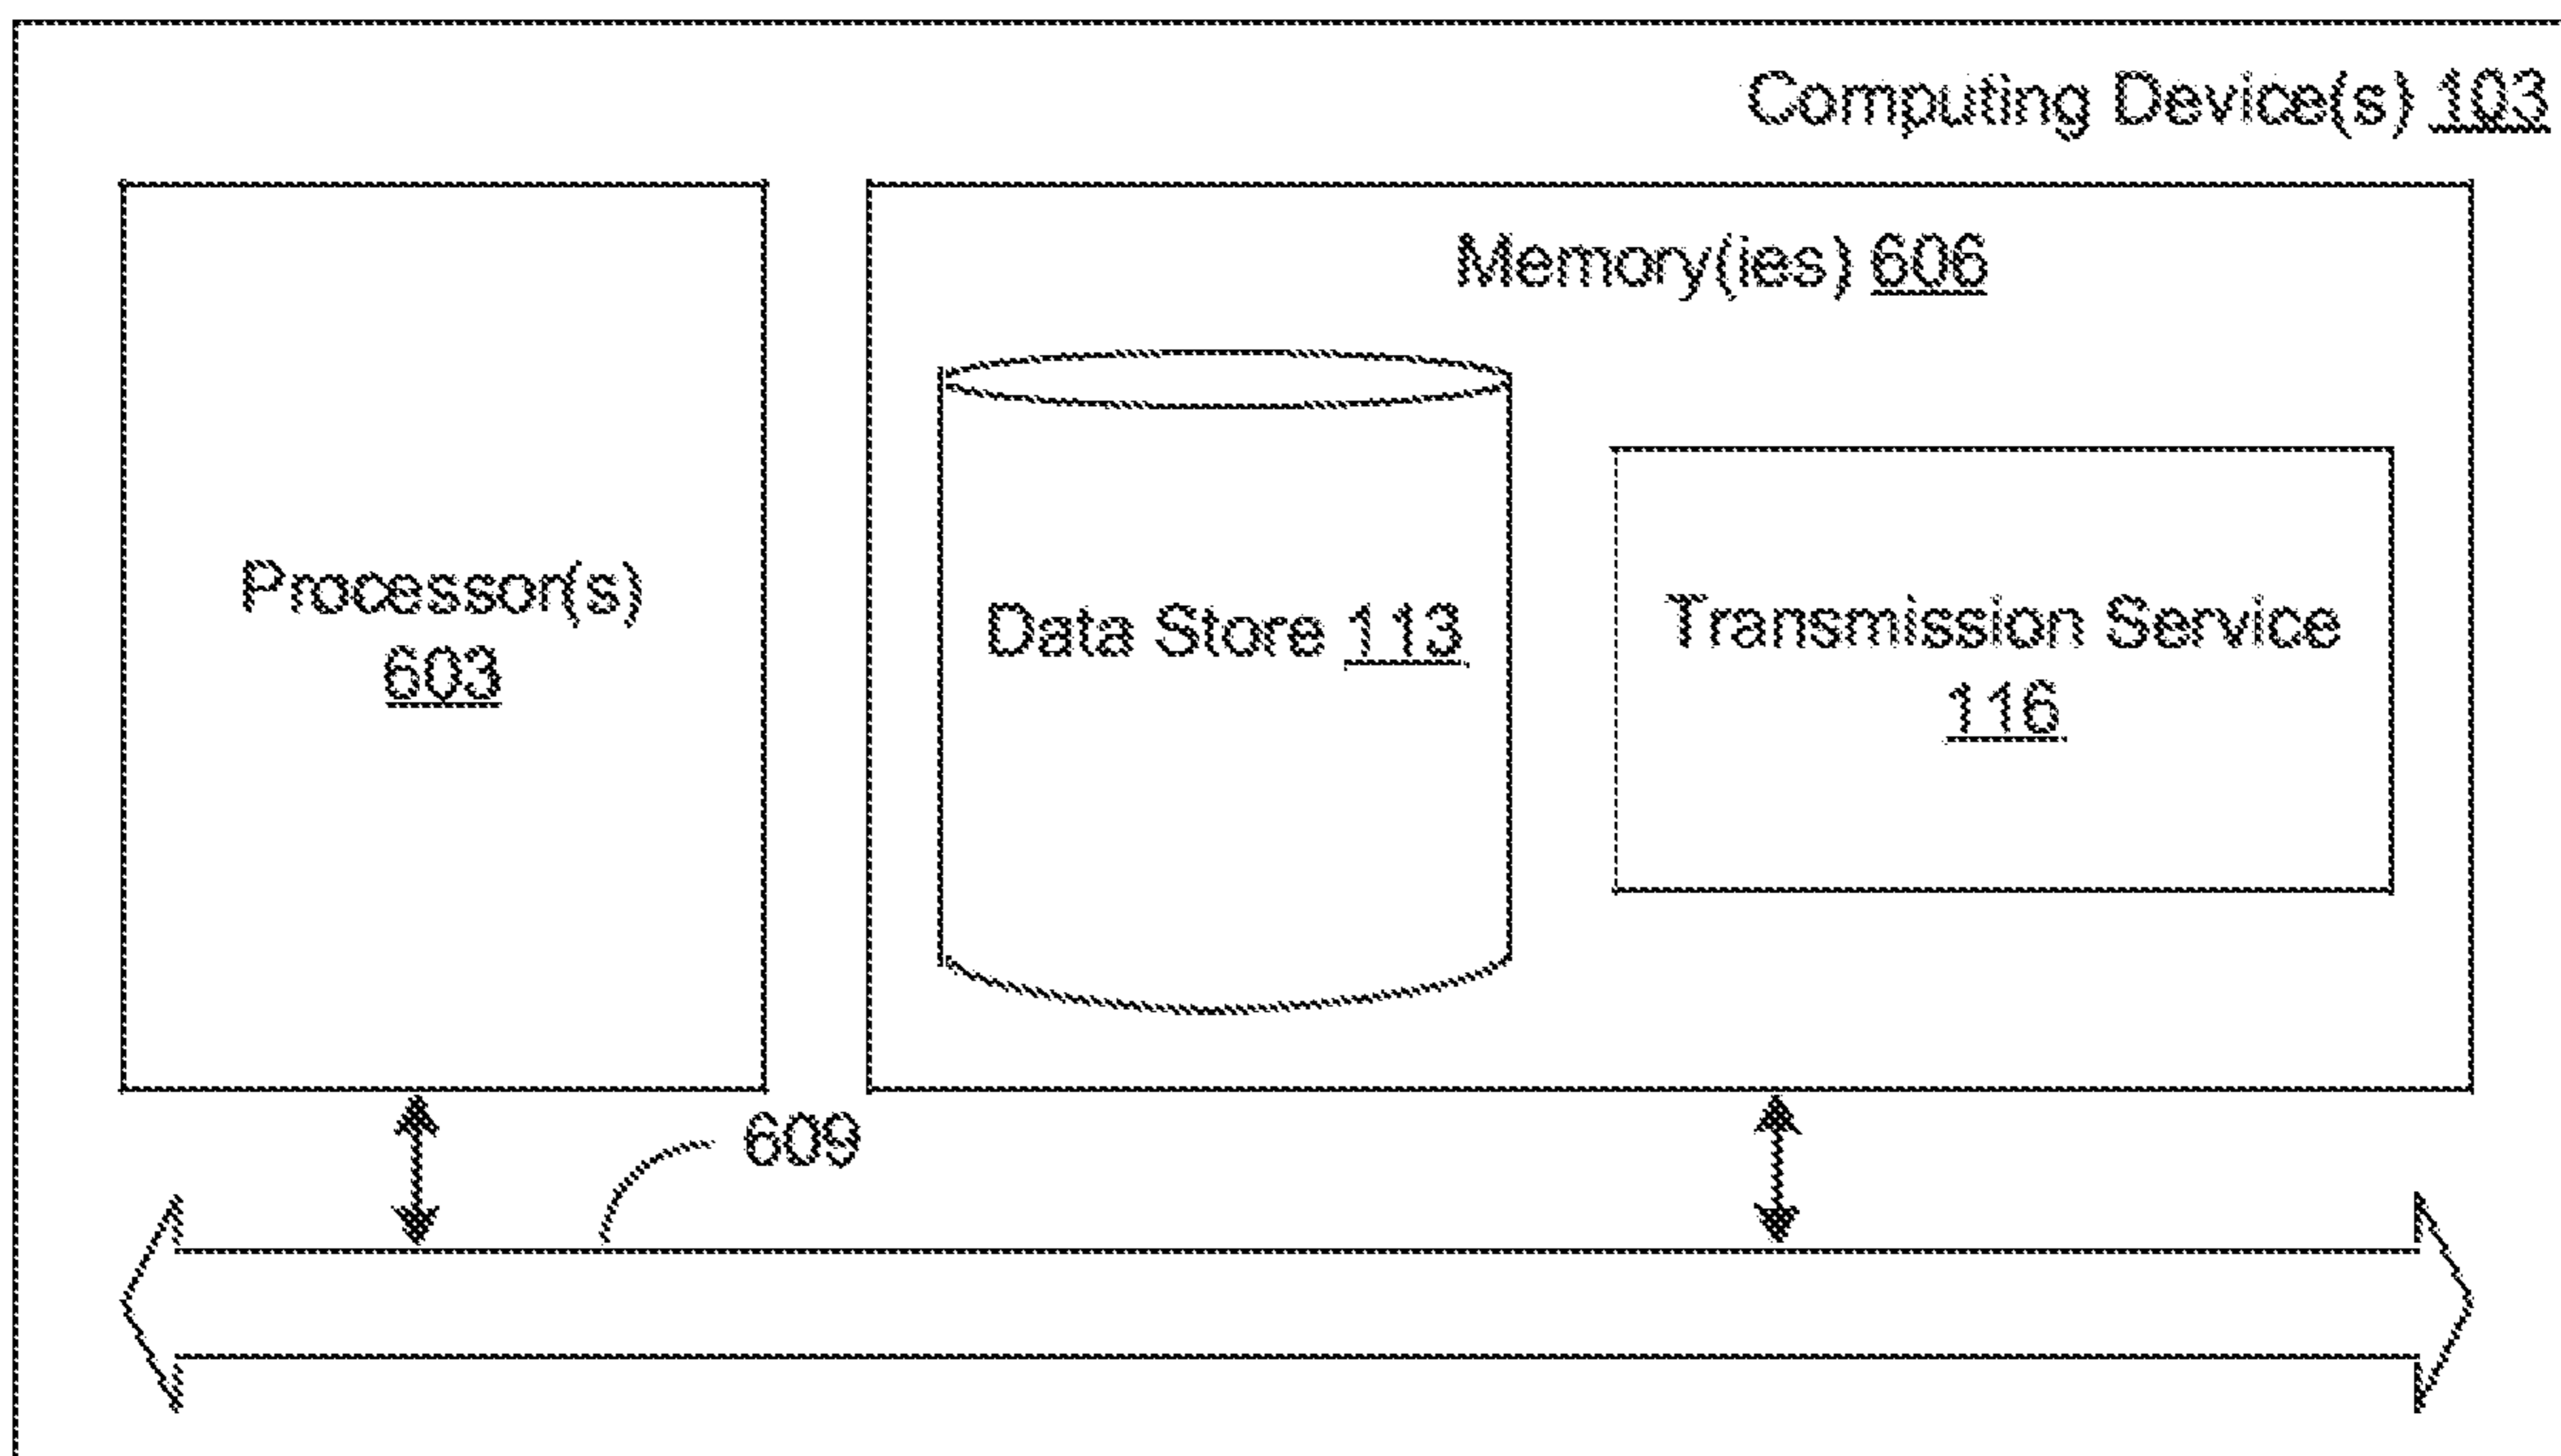 Computing Device(s) 103
Memory(ies) 606
Processor(s)
603
Data Store 113
Transmission Service
116
609